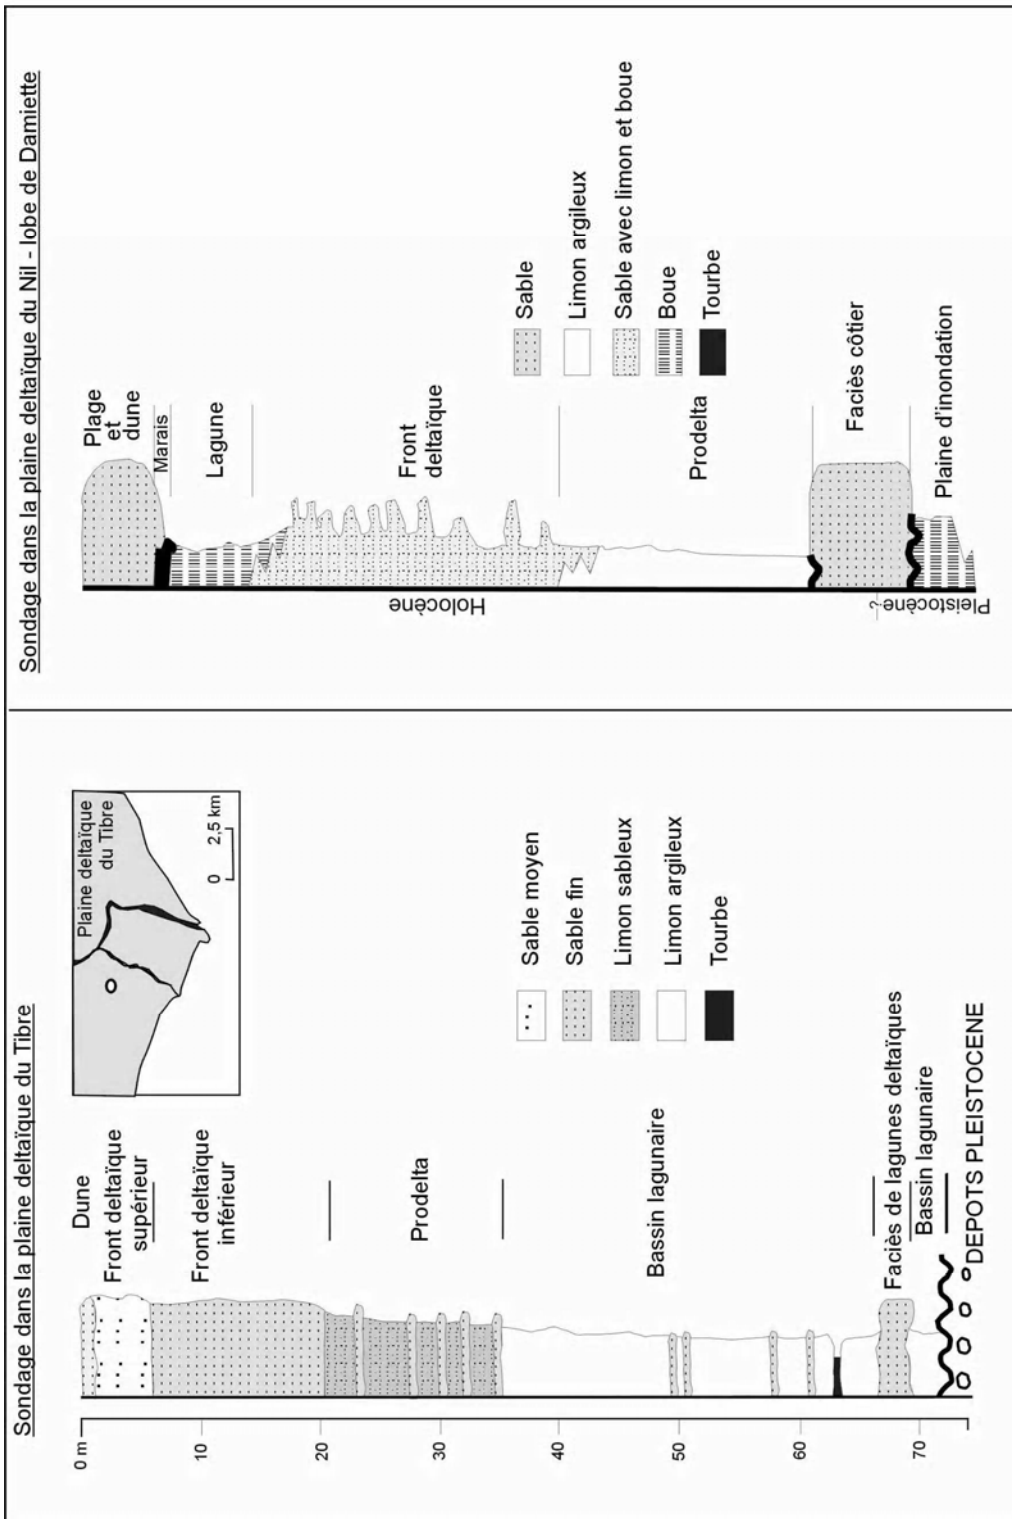 Sondage dans la plaine deltaïque du Tibre
Dune
Front deltaïque
supérieur
Front deltaïque
inférieur
Prodelta
Bassin lagunaire
Faciès de lagunes deltaïques
Bassin lagunaire
DEPOTS PLEISTOCENE
0 m
10
20
30
40
50
60
70
Plaine deltaïque
du Tibre
0 2,5 km
Sable moyen
Sable fin
Limon sableux
Limon argileux
Tourbe
Sondage dans la plaine deltaïque du Nil - lobe de Damiette
Plage
et
dune
Marais
Lagune
Front
deltaïque
Prodelta
Faciès côtier
Plaine d'inondation
Holocène
?
Pleistocène
Sable
Limon argileux
Sable avec limon et boue
Boue
Tourbe